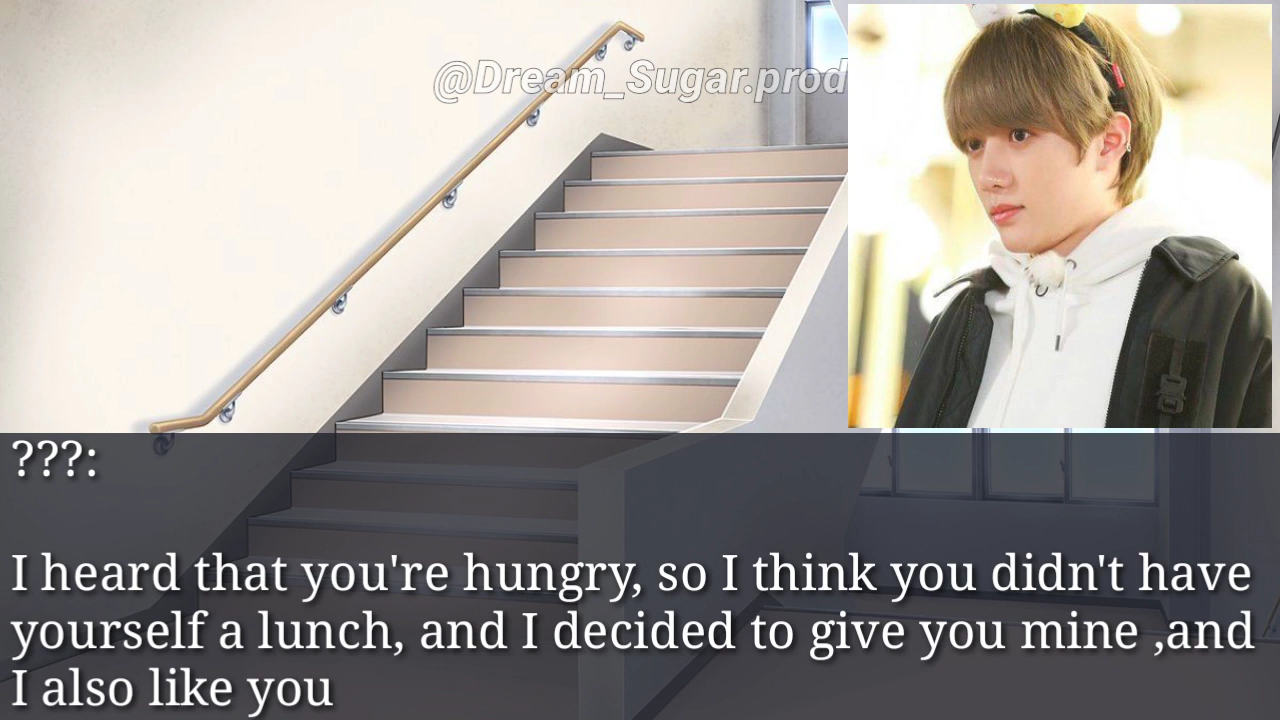 @Dream_Sugar.prod
???:
I heard that you're hungry, so I think you didn't have
yourself a lunch, and I decided to give you mine ,and
I also like you